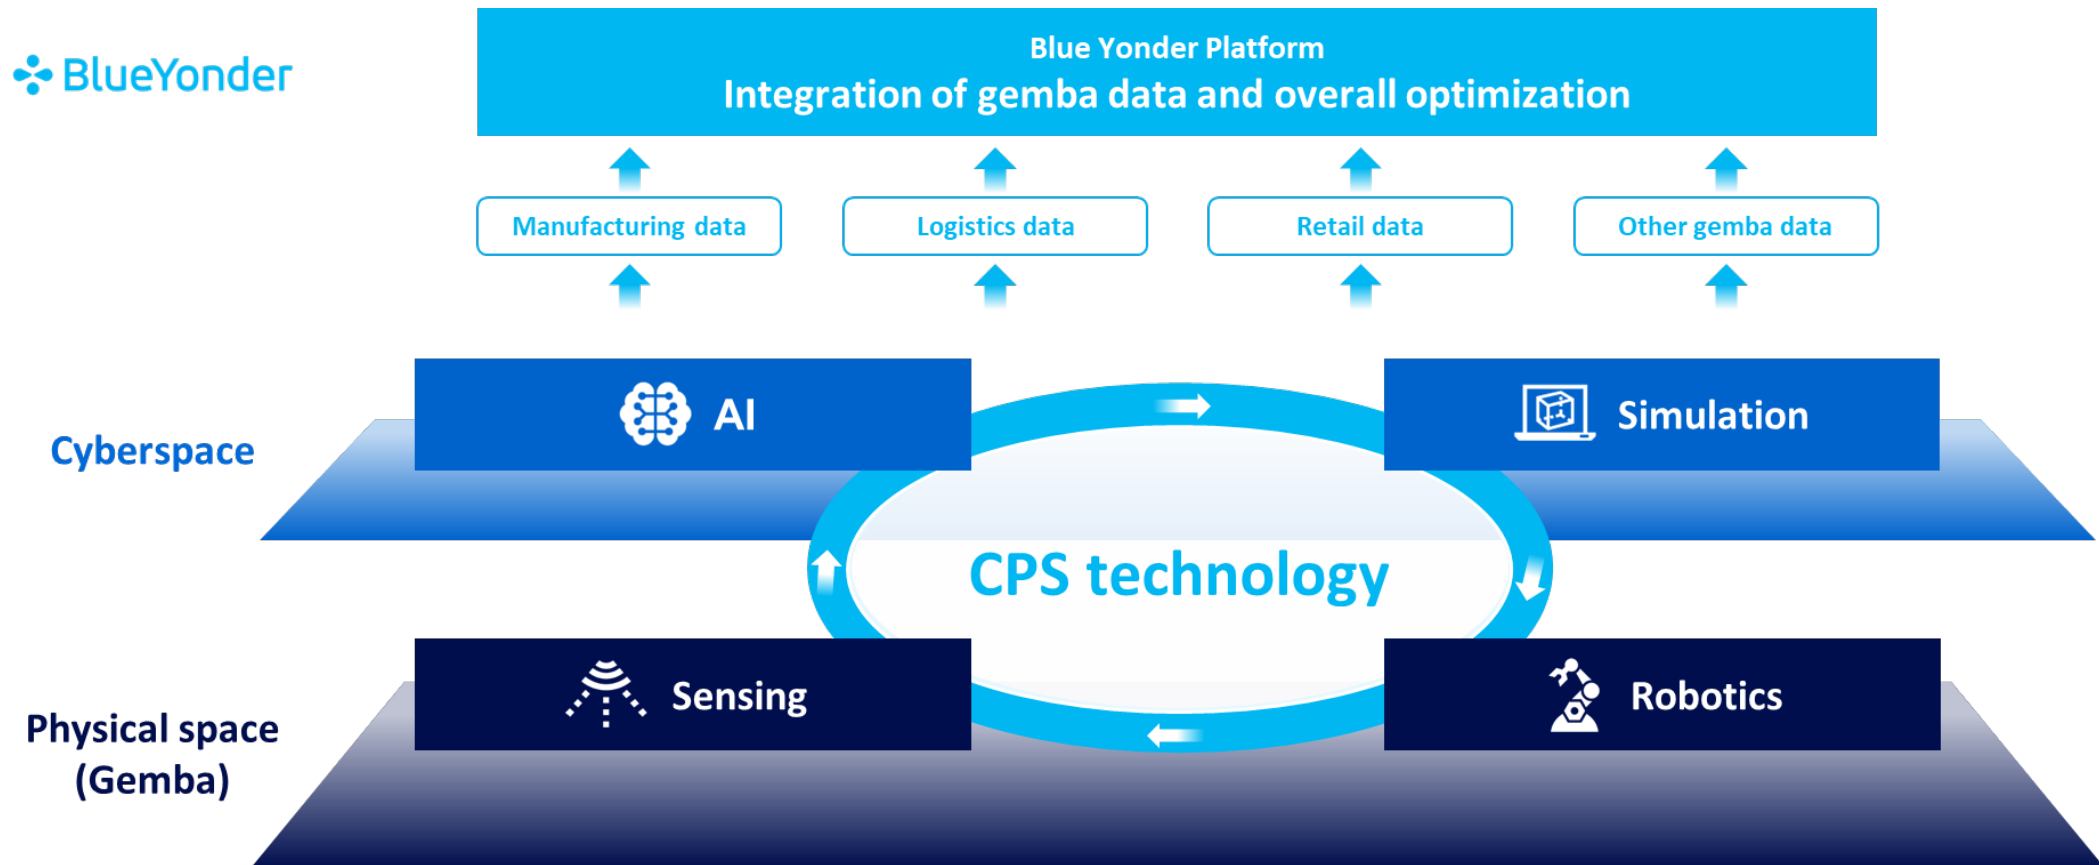 BlueYonder
Blue Yonder Platform
Integration of gemba data and overall optimization
Manufacturing data
Logistics data
Retail data
Other gemba data
Cyberspace
AI
Simulation
CPS technology
Physical space
(Gemba)
Sensing
Robotics